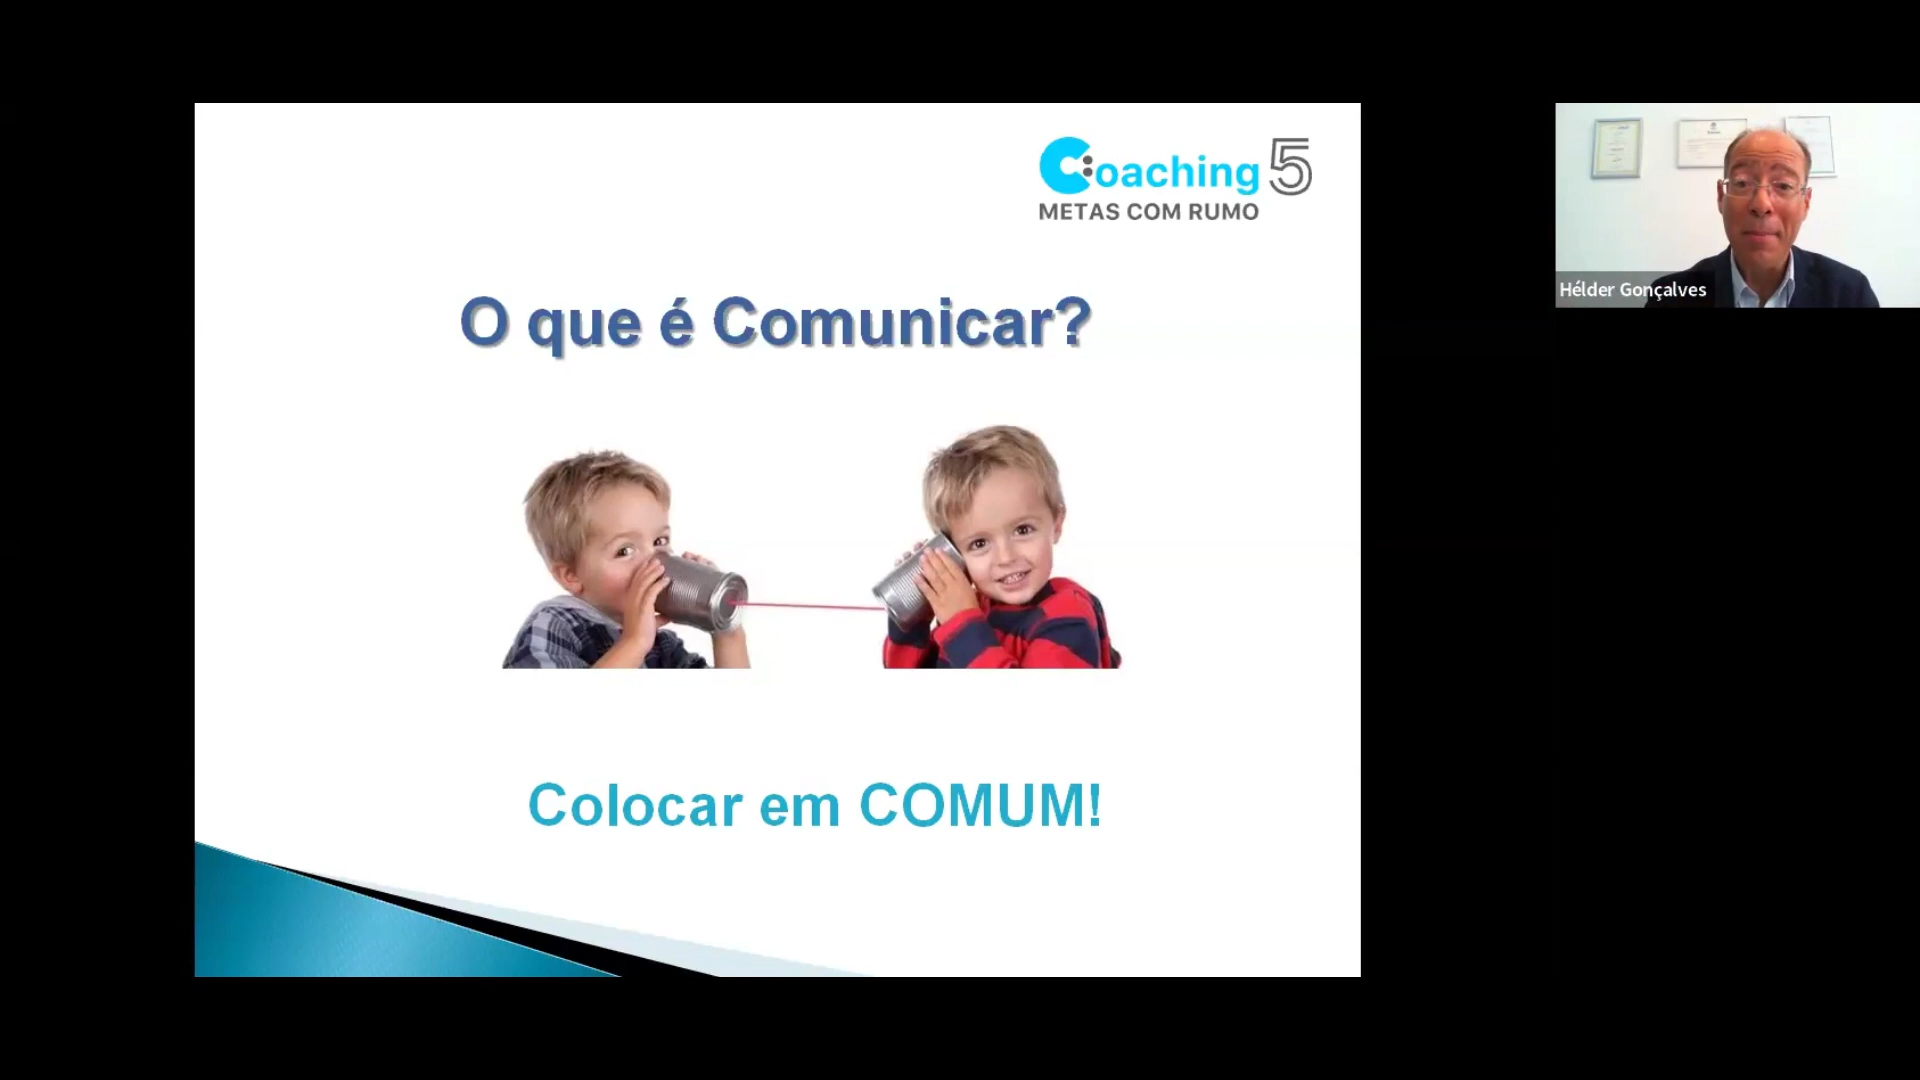 Coaching 5
METAS COM RUMO
Hélder Gonçalves
O que é Comunicar?
Colocar em COMUM!